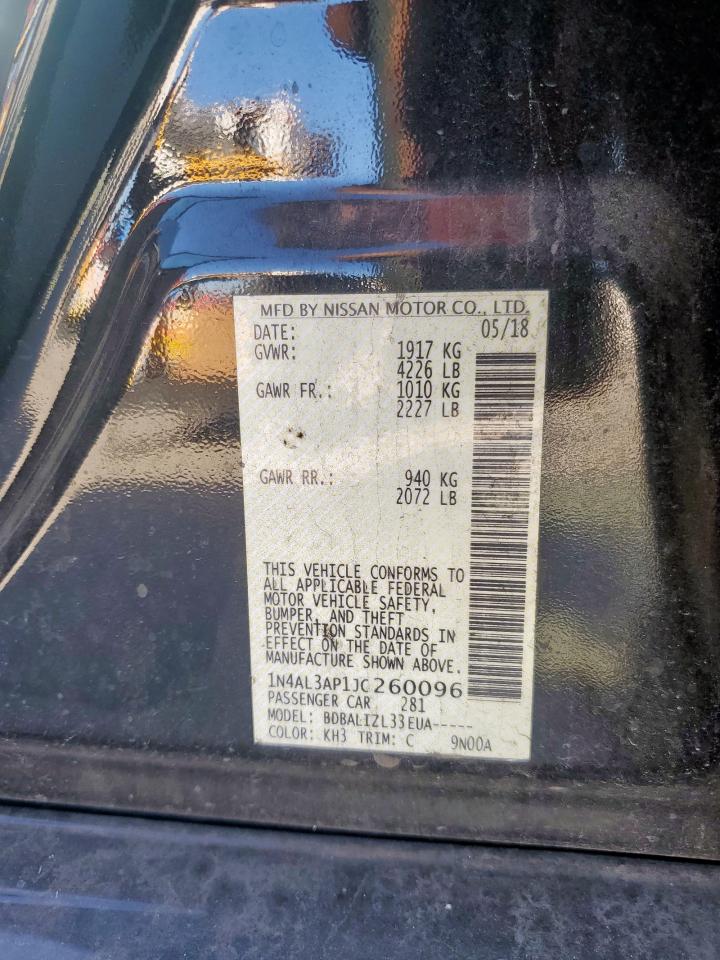 MFD BY NISSAN MOTOR CO., LTD.
DATE: 05/18
GVWR: 1917 KG
4226 LB
GAWR FR.: 1010 KG
2227 LB
GAWR RR.: 940 KG
2072 LB
THIS VEHICLE CONFORMS TO
ALL APPLICABLE FEDERAL
MOTOR VEHICLE SAFETY,
BUMPER, AND THEFT
PREVENTION STANDARDS IN
EFFECT ON THE DATE OF
MANUFACTURE SHOWN ABOVE.
1N4AL3AP1JC260096
PASSENGER CAR 281
MODEL: BDBALIZL33EUA-----
COLOR: KH3 TRIM: C 9N00A